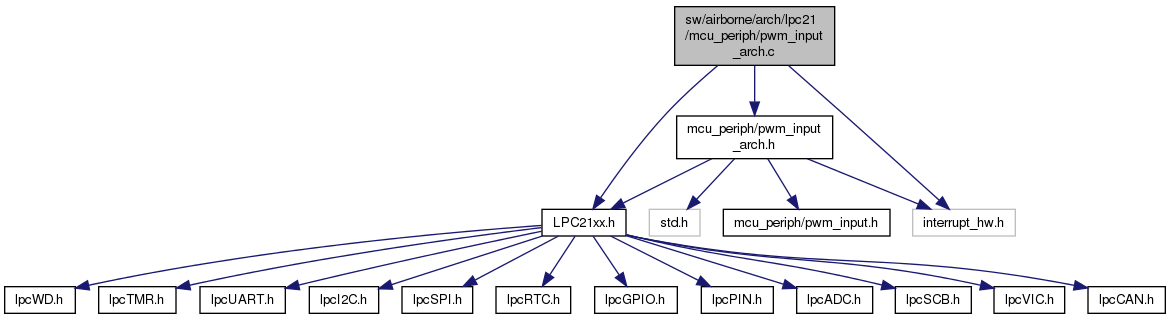 sw/airborne/arch/lpc21
/mcu_periph/pwm_input
_arch.c
mcu_periph/pwm_input
_arch.h
LPC21xx.h
std.h
mcu_periph/pwm_input.h
interrupt_hw.h
lpcWD.h
lpcTMR.h
lpcUART.h
lpcI2C.h
lpcSPI.h
lpcRTC.h
lpcGPIO.h
lpcPIN.h
lpcADC.h
lpcSCB.h
lpcVIC.h
lpcCAN.h